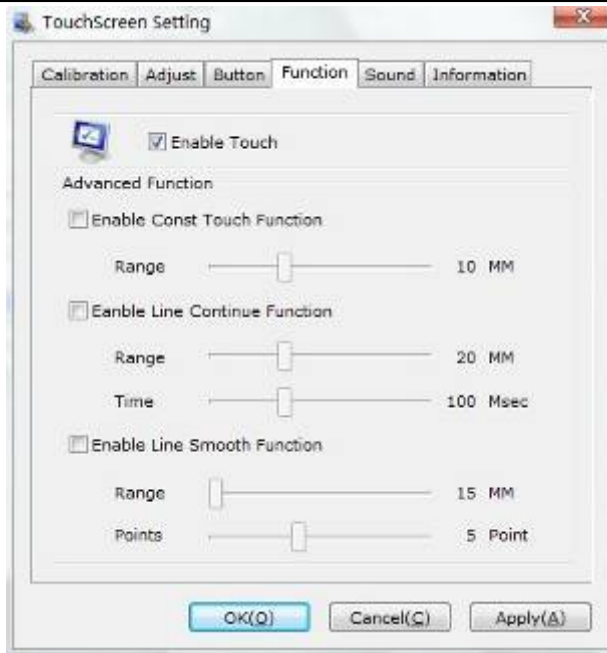 TouchScreen Setting
Calibration Adjust Button Function Sound Information
Enable Touch
Advanced Function
Enable Const Touch Function
Range 10 MM
Eanble Line Continue Function
Range 20 MM
Time 100 Msec
Enable Line Smooth Function
Range 15 MM
Points 5 Point
OK(O) Cancel(C) Apply(A)